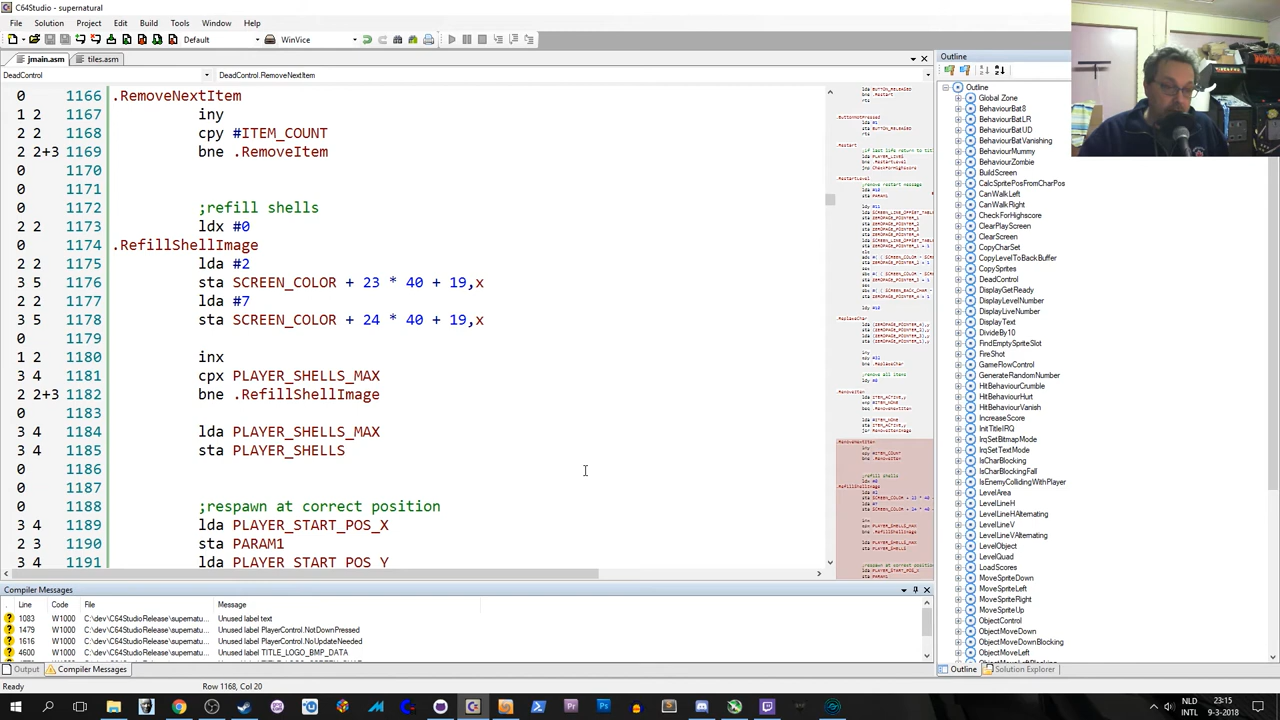 C64Studio - supernatural
File Solution Project Edit Build Tools Window Help
Default WinVice
jmain.asm tiles.asm
DeadControl DeadControl.RemoveNextItem
0 1166 .RemoveNextItem
1 2 1167 iny
2 2 1168 cpy #ITEM_COUNT
2 2+3 1169 bne .RemoveItem
0 1170
0 1171
0 1172 ;refill shells
2 2 1173 ldx #0
0 1174 .RefillShellImage
2 2 1175 lda #2
3 5 1176 sta SCREEN_COLOR + 23 * 40 + 19,x
2 2 1177 lda #7
3 5 1178 sta SCREEN_COLOR + 24 * 40 + 19,x
0 1179
1 2 1180 inx
3 4 1181 cpx PLAYER_SHELLS_MAX
2 2+3 1182 bne .RefillShellImage
0 1183
3 4 1184 lda PLAYER_SHELLS_MAX
3 4 1185 sta PLAYER_SHELLS
0 1186
0 1187
0 1188 ;respawn at correct position
3 4 1189 lda PLAYER_START_POS_X
2 3 1190 sta PARAM1
3 4 1191 lda PLAYER_START_POS_Y
Outline
Outline
Global Zone
BehaviourBat8
BehaviourBatLR
BehaviourBatUD
BehaviourBatVanishing
BehaviourMummy
BehaviourZombie
BuildScreen
CalcSpritePosFromCharPos
CanWalkLeft
CanWalkRight
CheckForHighscore
ClearPlayScreen
ClearScreen
CopyCharSet
CopyLevelToBackBuffer
CopySprites
DeadControl
DisplayGetReady
DisplayLevelNumber
DisplayLiveNumber
DisplayText
DivideBy10
FindEmptySpriteSlot
FireShot
GameFlowControl
GenerateRandomNumber
HitBehaviourCrumble
HitBehaviourHurt
HitBehaviourVanish
IncreaseScore
InitTitleIRQ
IrqSetBitmapMode
IrqSetTextMode
IsCharBlocking
IsCharBlockingFall
IsEnemyCollidingWithPlayer
LevelArea
LevelLineH
LevelLineHAlternating
LevelLineV
LevelLineVAlternating
LevelObject
LevelQuad
LoadScores
MoveSpriteDown
MoveSpriteLeft
MoveSpriteRight
MoveSpriteUp
ObjectControl
ObjectMoveDown
ObjectMoveDownBlocking
ObjectMoveLeft
Outline Solution Explorer
Compiler Messages
Line Code File Message
1083 W1000 C:\dev\C64StudioRelease\supernatu... Unused label text
1479 W1000 C:\dev\C64StudioRelease\supernatu... Unused label PlayerControl.NotDownPressed
1616 W1000 C:\dev\C64StudioRelease\supernatu... Unused label PlayerControl.NoUpdateNeeded
4600 W1000 C:\dev\C64StudioRelease\supernatu... Unused label TITLE_LOGO_BMP_DATA
Output Compiler Messages
Ready Row 1168, Col 20
NLD 23:15
INTL 9-3-2018